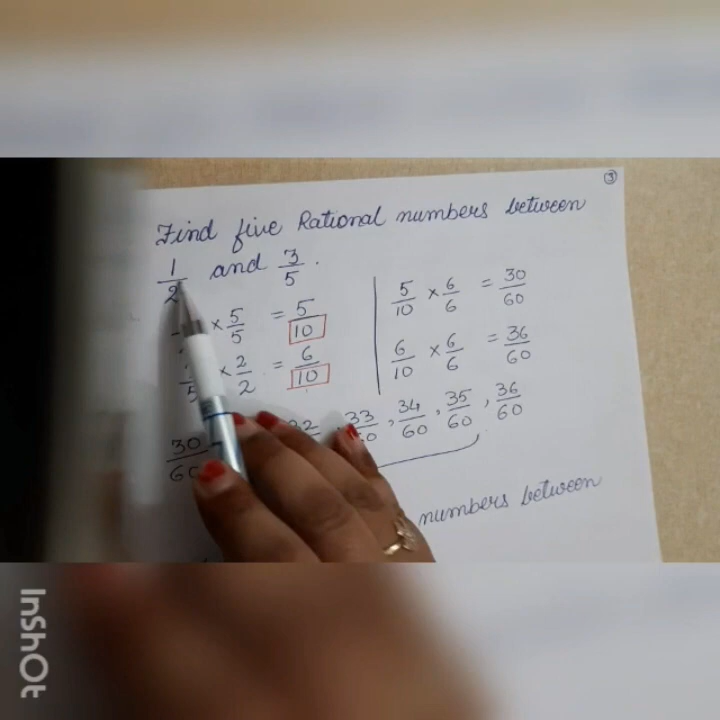 ③
Find five Rational numbers between
1/2 and 3/5 .
× 5/5 = 5/10
5 × 2/2 = 6/10
5/10 × 6/6 = 30/60
6/10 × 6/6 = 36/60
30/60 , 33/60 , 34/60 , 35/60 , 36/60
numbers between
InShOt